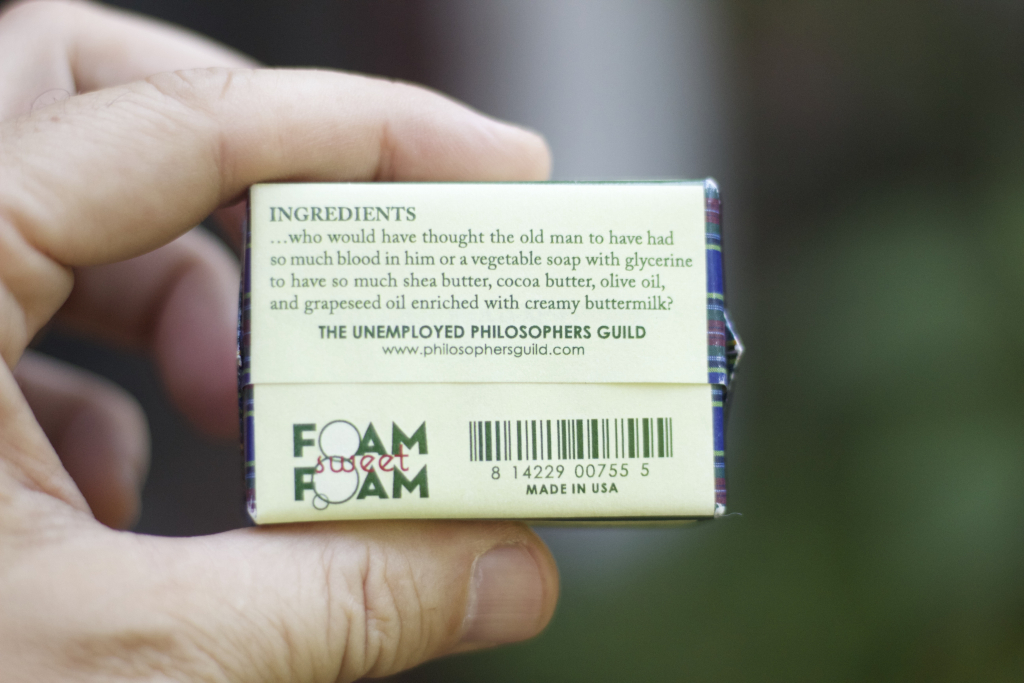 INGREDIENTS
…who would have thought the old man to have had
so much blood in him or a vegetable soap with glycerine
to have so much shea butter, cocoa butter, olive oil,
and grapeseed oil enriched with creamy buttermilk?
THE UNEMPLOYED PHILOSOPHERS GUILD
www.philosophersguild.com
FOAM
sweet
FOAM
8 14229 00755 5
MADE IN USA